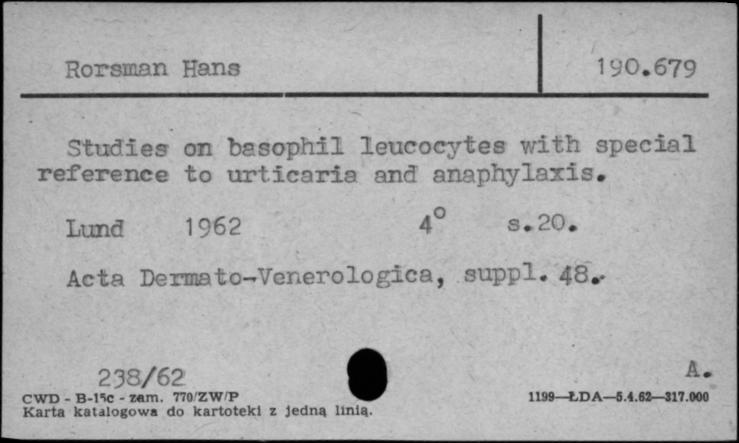 Rorsman Hans
190.679
Studies on basophil leucocytes with special
reference to urticaria and anaphylaxis.
Lund 1962 4° s.20.
Acta Dermato-Venerologica, suppl. 48.
238/62
A.
CWD - B-15c - zam. 770/ZW/P
1199—ŁDA—5.4.62—317.000
Karta katalogowa do kartoteki z jedną linią.